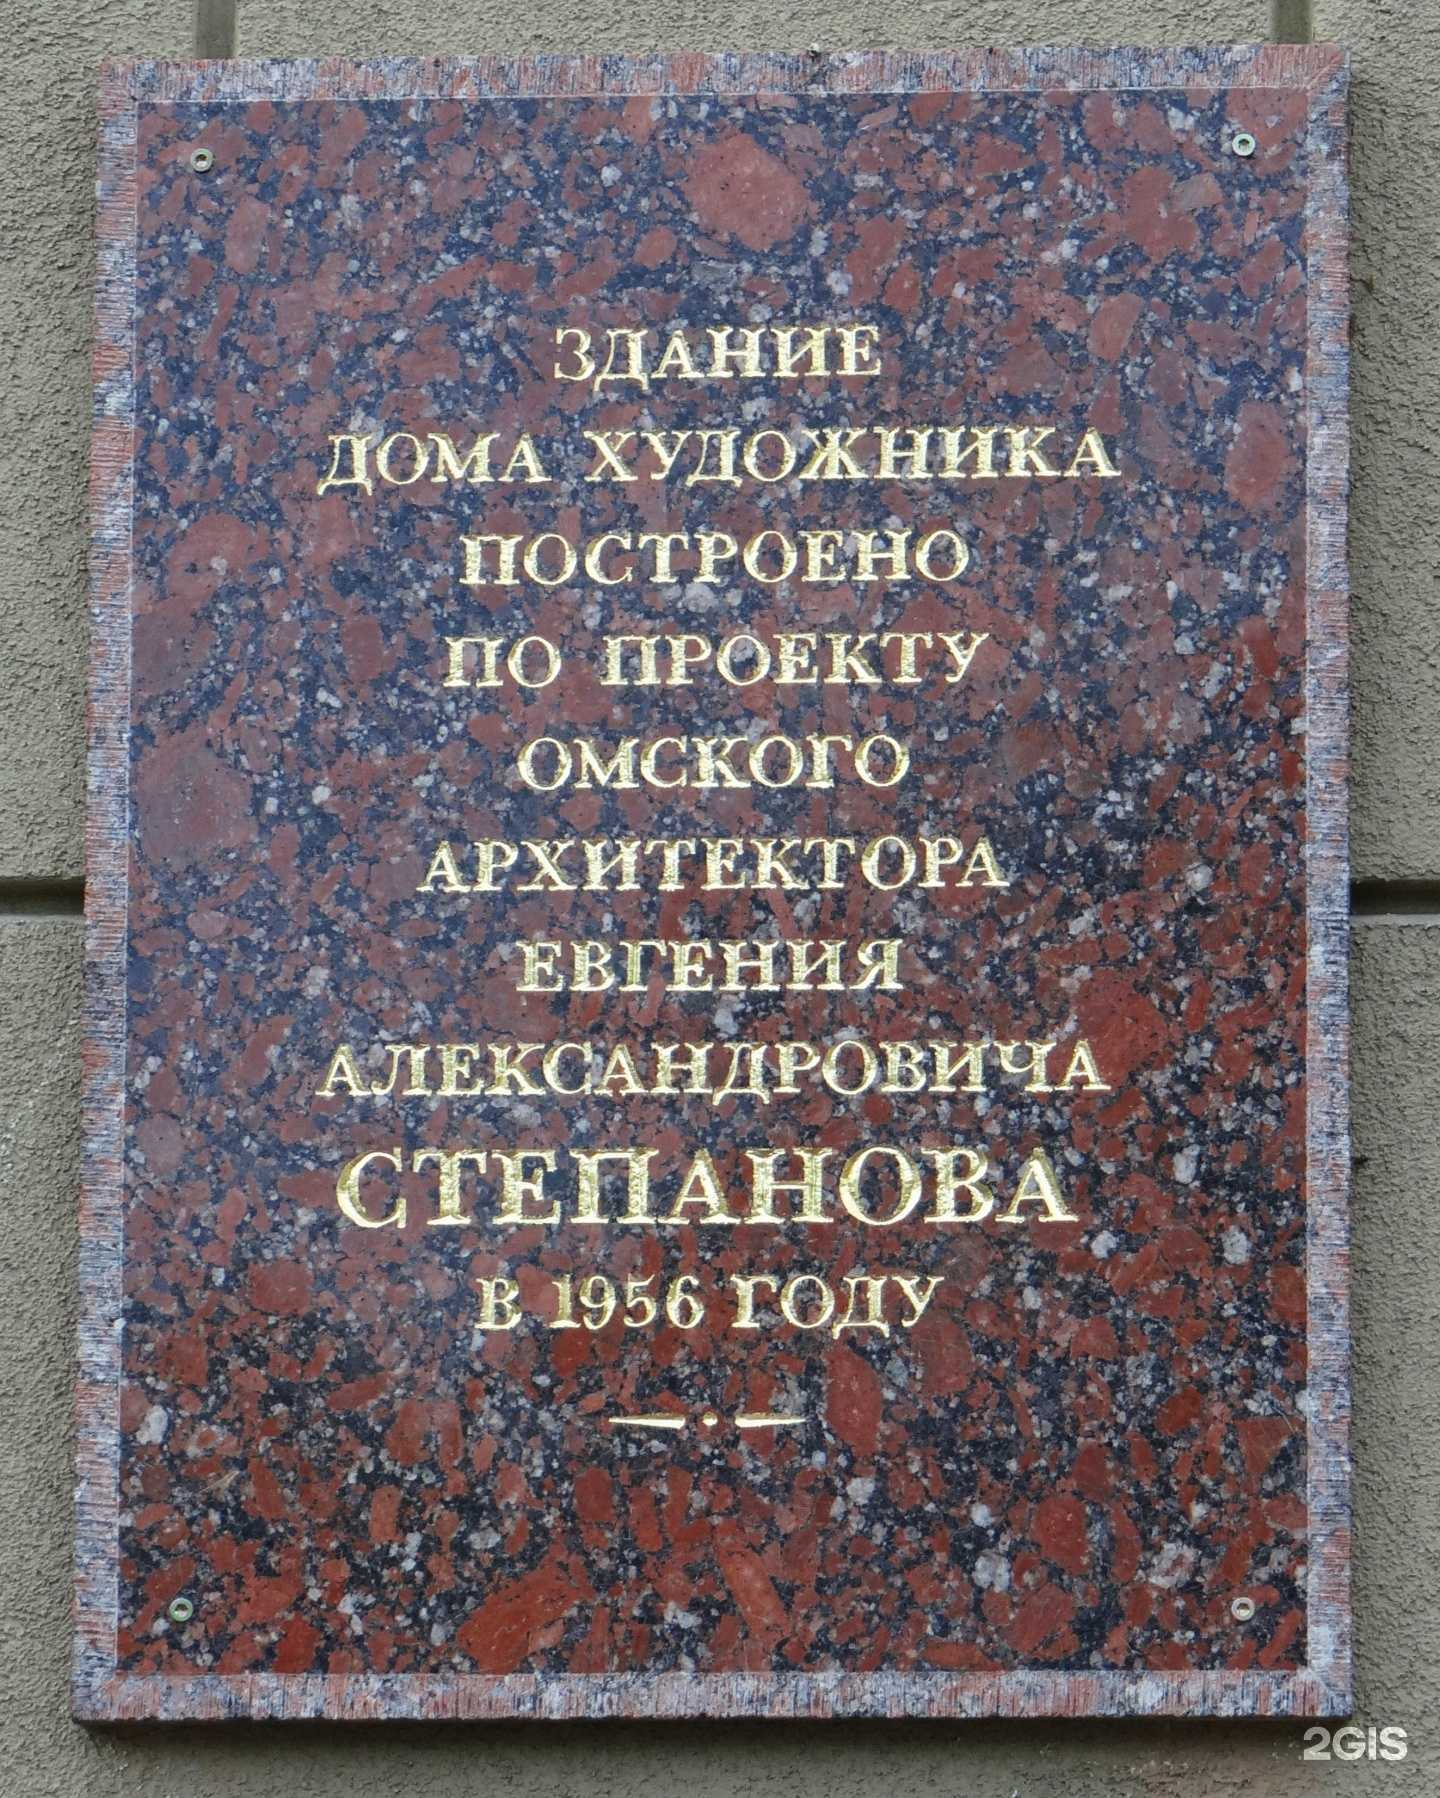 ЗДАНИЕ
ДОМА ХУДОЖНИКА
ПОСТРОЕНО
ПО ПРОЕКТУ
ОМСКОГО
АРХИТЕКТОРА
ЕВГЕНИЯ
АЛЕКСАНДРОВИЧА
СТЕПАНОВА
В 1956 ГОДУ
2GIS